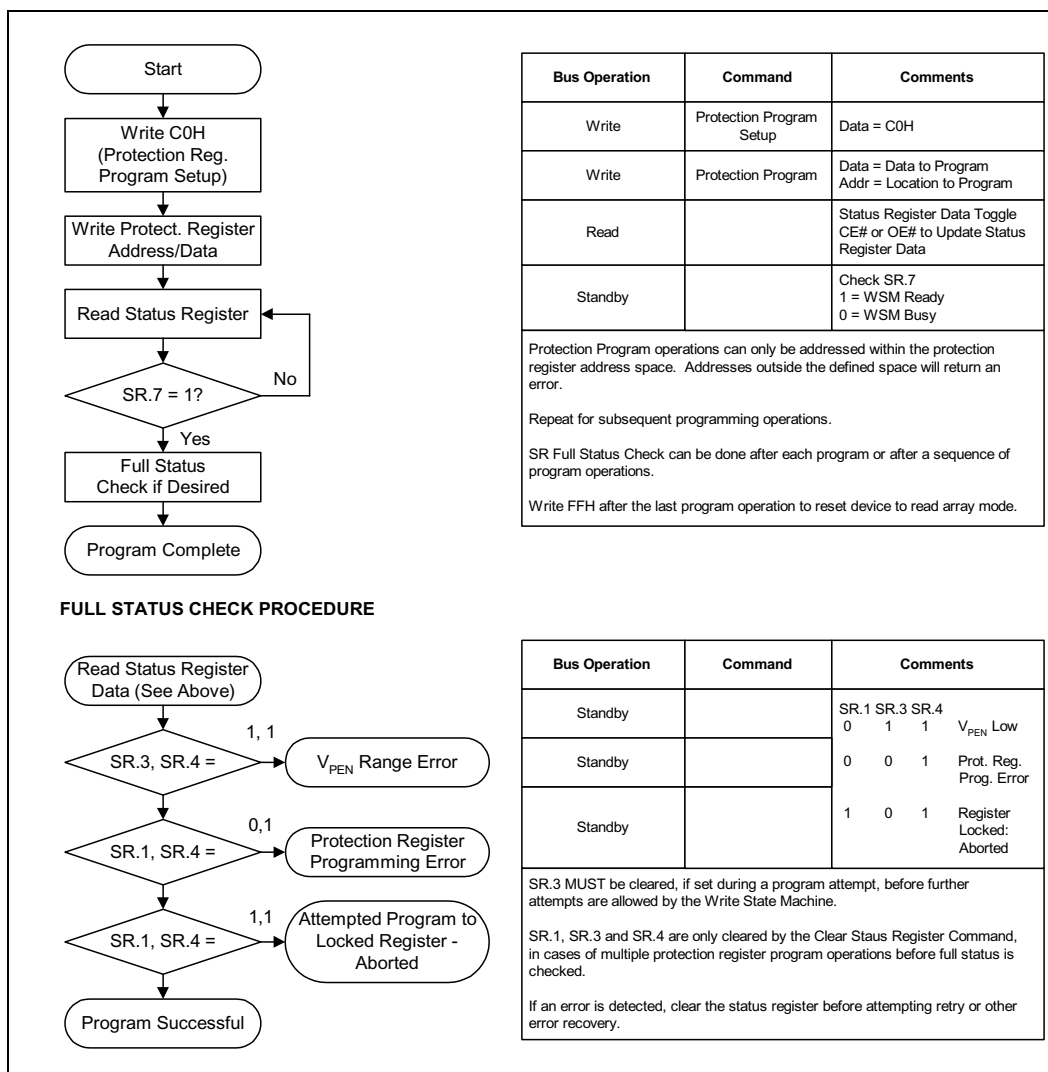 Start
Write C0H
(Protection Reg.
Program Setup)
Write Protect. Register
Address/Data
Read Status Register
No
SR.7 = 1?
Yes
Full Status
Check if Desired
Program Complete
Bus Operation Command Comments
Write Protection Program
Setup Data = C0H
Write Protection Program Data = Data to Program
Addr = Location to Program
Read Status Register Data Toggle
CE# or OE# to Update Status
Register Data
Standby Check SR.7
1 = WSM Ready
0 = WSM Busy
Protection Program operations can only be addressed within the protection
register address space. Addresses outside the defined space will return an
error.
Repeat for subsequent programming operations.
SR Full Status Check can be done after each program or after a sequence of
program operations.
Write FFH after the last program operation to reset device to read array mode.
FULL STATUS CHECK PROCEDURE
Read Status Register
Data (See Above)
1, 1
SR.3, SR.4 =
VPEN Range Error
0,1
SR.1, SR.4 =
Protection Register
Programming Error
1,1
SR.1, SR.4 =
Attempted Program to
Locked Register -
Aborted
Program Successful
Bus Operation Command Comments
Standby SR.1 SR.3 SR.4
0 1 1 VPEN Low
Standby 0 0 1 Prot. Reg.
Prog. Error
Standby 1 0 1 Register
Locked:
Aborted
SR.3 MUST be cleared, if set during a program attempt, before further
attempts are allowed by the Write State Machine.
SR.1, SR.3 and SR.4 are only cleared by the Clear Staus Register Command,
in cases of multiple protection register program operations before full status is
checked.
If an error is detected, clear the status register before attempting retry or other
error recovery.